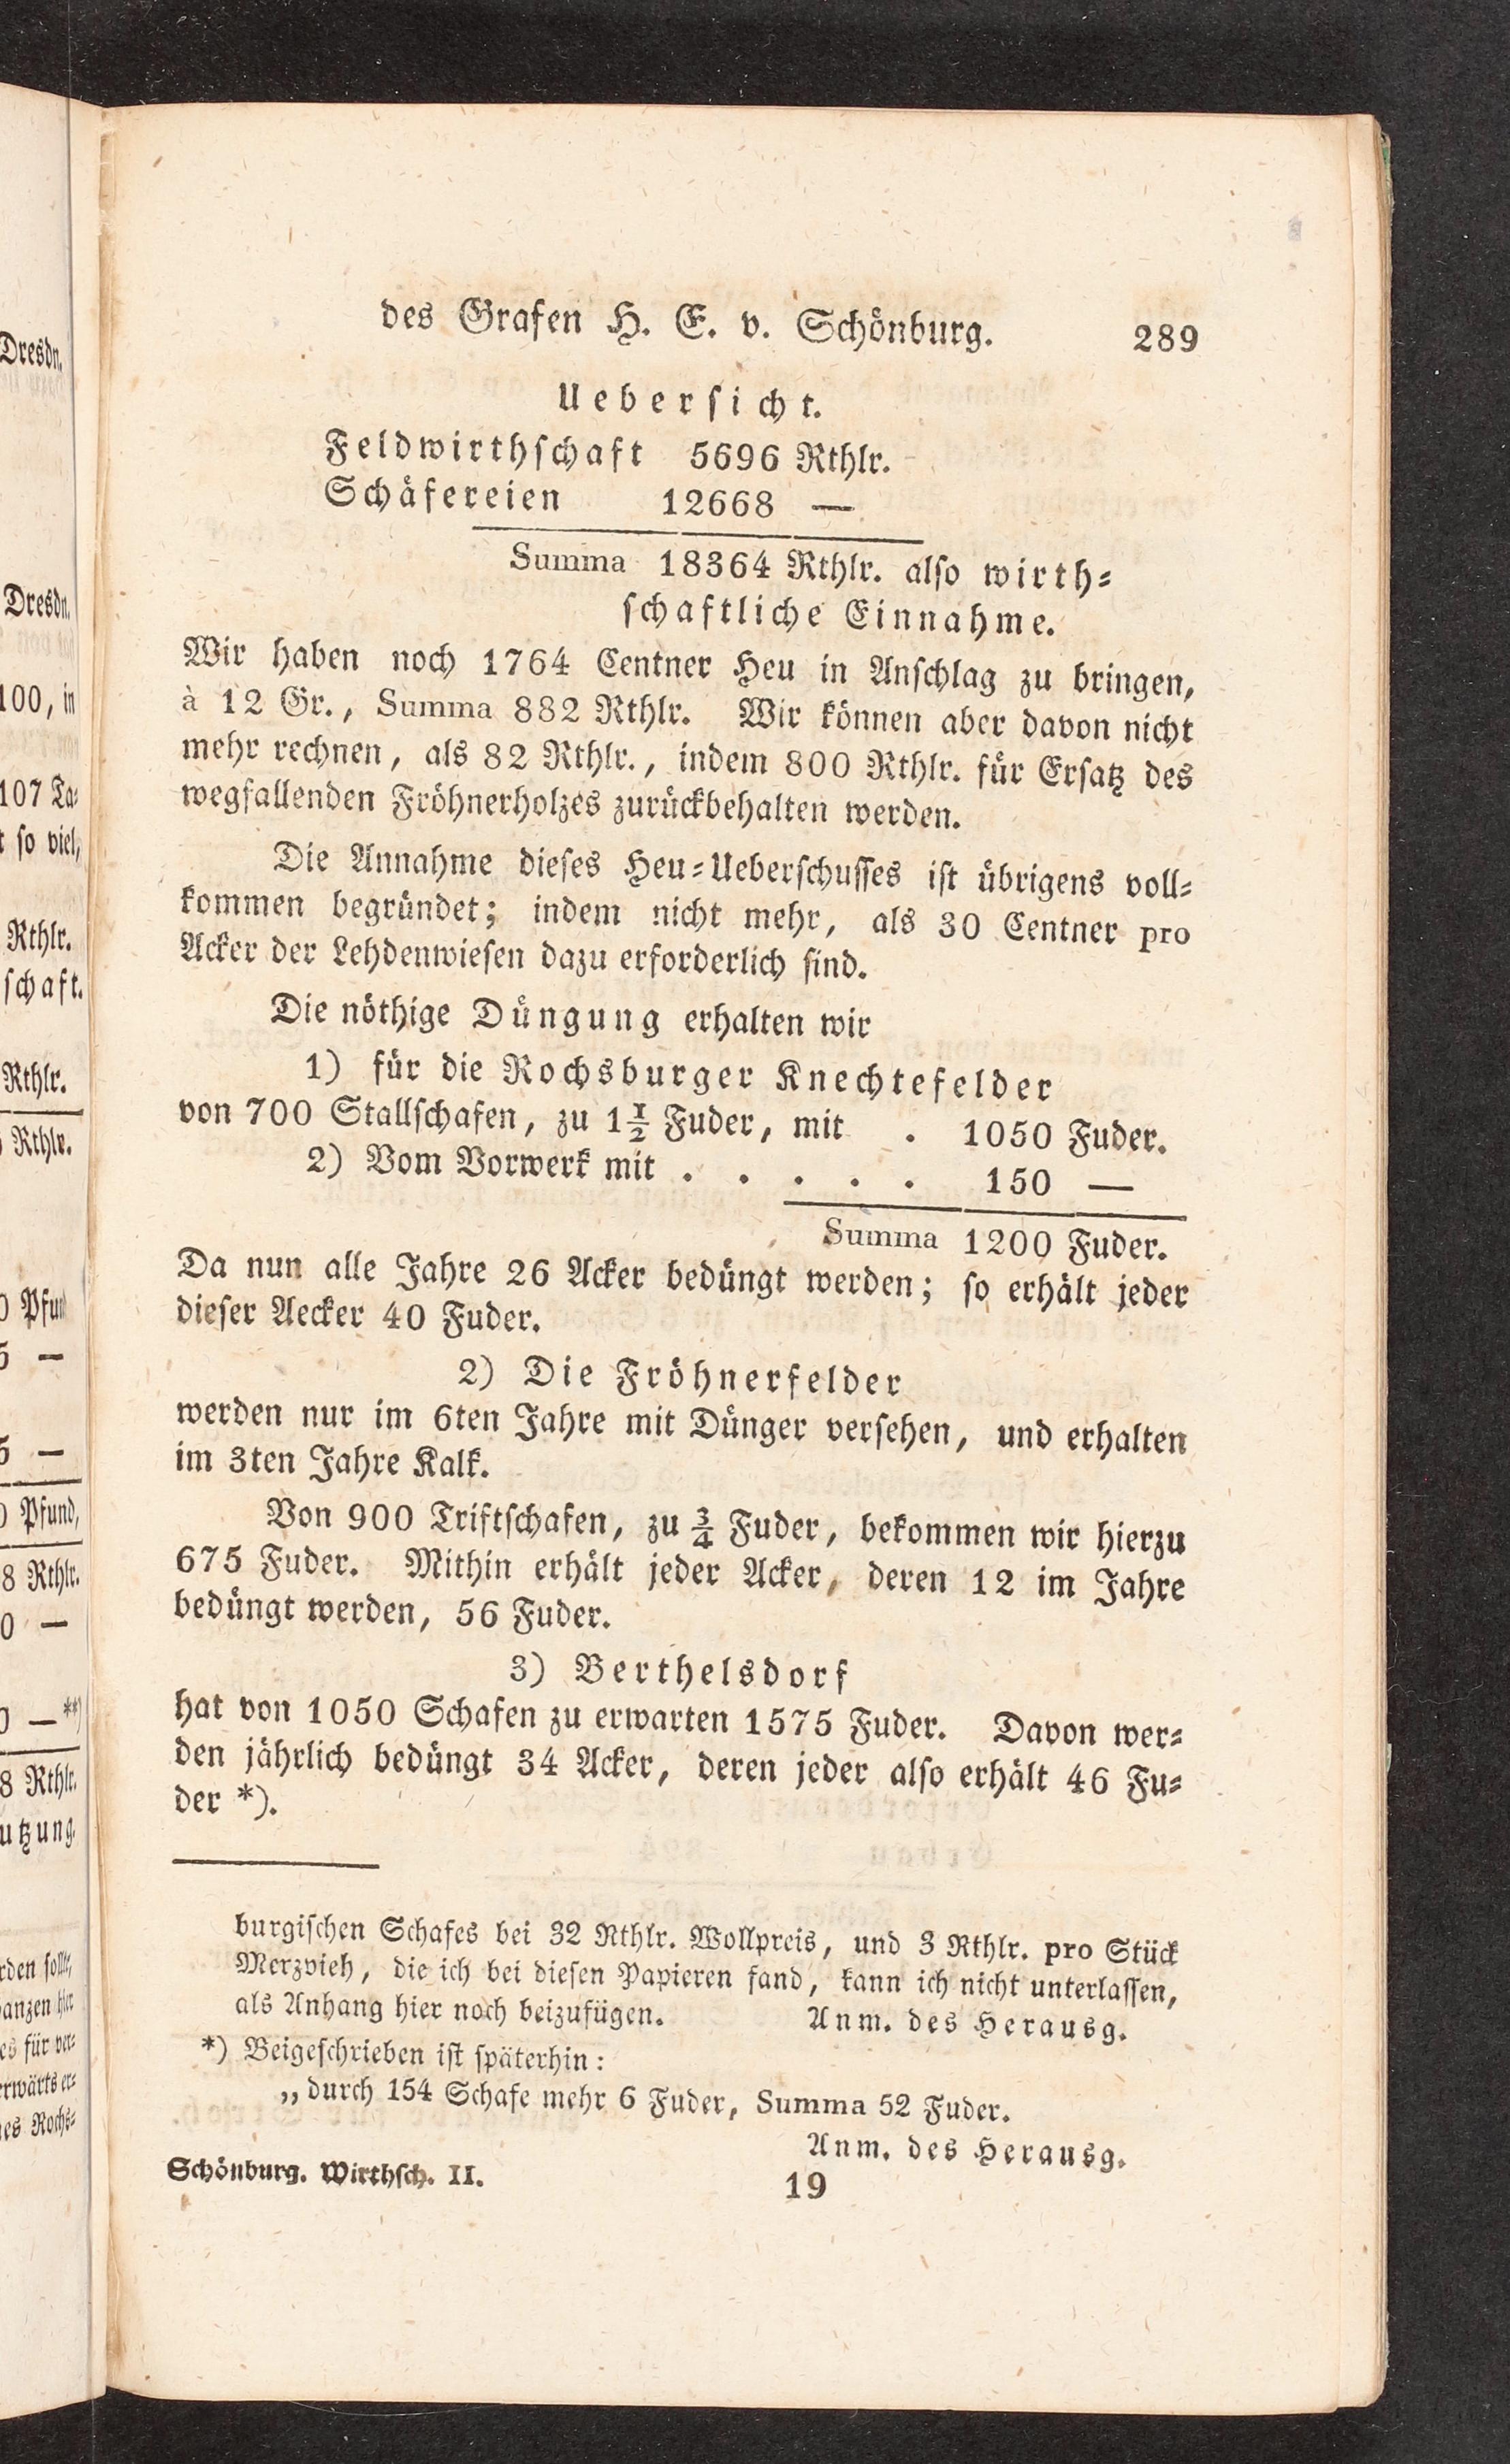 des Grafen H. E. v. Schönburg. 289
Uebersicht.
Feldwirthschaft 5696 Rthlr.
Schäfereien 12668 —
Summa 18364 Rthlr. also wirth=
schaftliche Einnahme.
Wir haben noch 1764 Centner Heu in Anschlag zu bringen,
à 12 Gr., Summa 882 Rthlr. Wir können aber davon nicht
mehr rechnen, als 82 Rthlr., indem 800 Rthlr. für Ersatz des
wegfallenden Fröhnerholzes zurückbehalten werden.
Die Annahme dieses Heu=Ueberschusses ist übrigens voll=
kommen begründet; indem nicht mehr, als 30 Centner pro
Acker der Lehdenwiesen dazu erforderlich sind.
Die nöthige Düngung erhalten wir
1) für die Rochsburger Knechtefelder
von 700 Stallschafen, zu 1½ Fuder, mit . 1050 Fuder.
2) Vom Vorwerk mit . . . . . 150 —
Summa 1200 Fuder.
Da nun alle Jahre 26 Acker bedüngt werden; so erhält jeder
dieser Aecker 40 Fuder.
2) Die Fröhnerfelder
werden nur im 6ten Jahre mit Dünger versehen, und erhalten
im 3ten Jahre Kalk.
Von 900 Triftschafen, zu ¾ Fuder, bekommen wir hierzu
675 Fuder. Mithin erhält jeder Acker, deren 12 im Jahre
bedüngt werden, 56 Fuder.
3) Berthelsdorf
hat von 1050 Schafen zu erwarten 1575 Fuder. Davon wer=
den jährlich bedüngt 34 Acker, deren jeder also erhält 46 Fu=
der *).
burgischen Schafes bei 32 Rthlr. Wollpreis, und 3 Rthlr. pro Stück
Merzvieh, die ich bei diesen Papieren fand, kann ich nicht unterlassen,
als Anhang hier noch beizufügen. Anm. des Herausg.
*) Beigeschrieben ist späterhin:
„durch 154 Schafe mehr 6 Fuder, Summa 52 Fuder.
Anm. des Herausg.
Schönburg. Wirthsch. II. 19